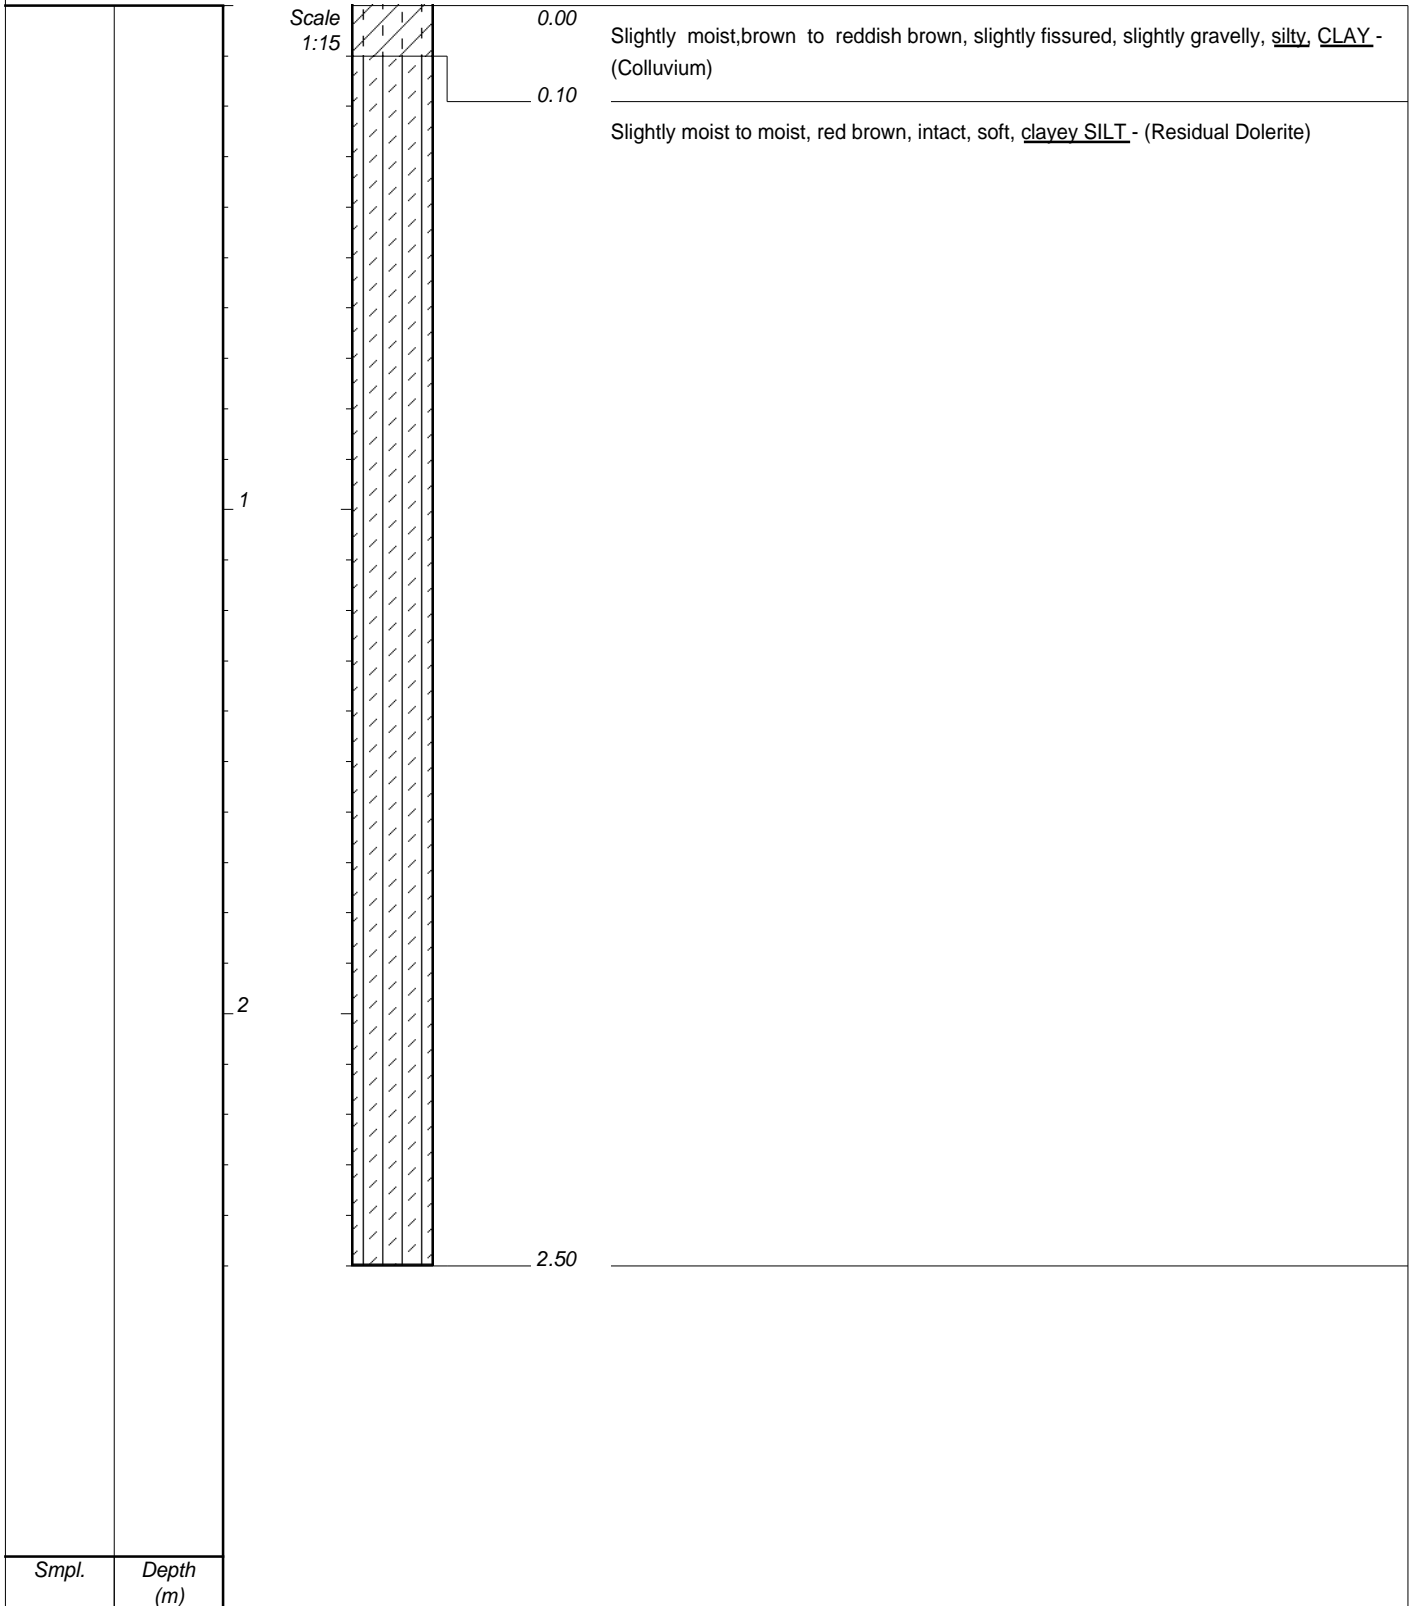 Scale
1:15
0.00
Slightly moist,brown to reddish brown, slightly fissured, slightly gravelly, silty, CLAY -
(Colluvium)
0.10
Slightly moist to moist, red brown, intact, soft, clayey SILT - (Residual Dolerite)
1
2
2.50
Smpl.
Depth
(m)